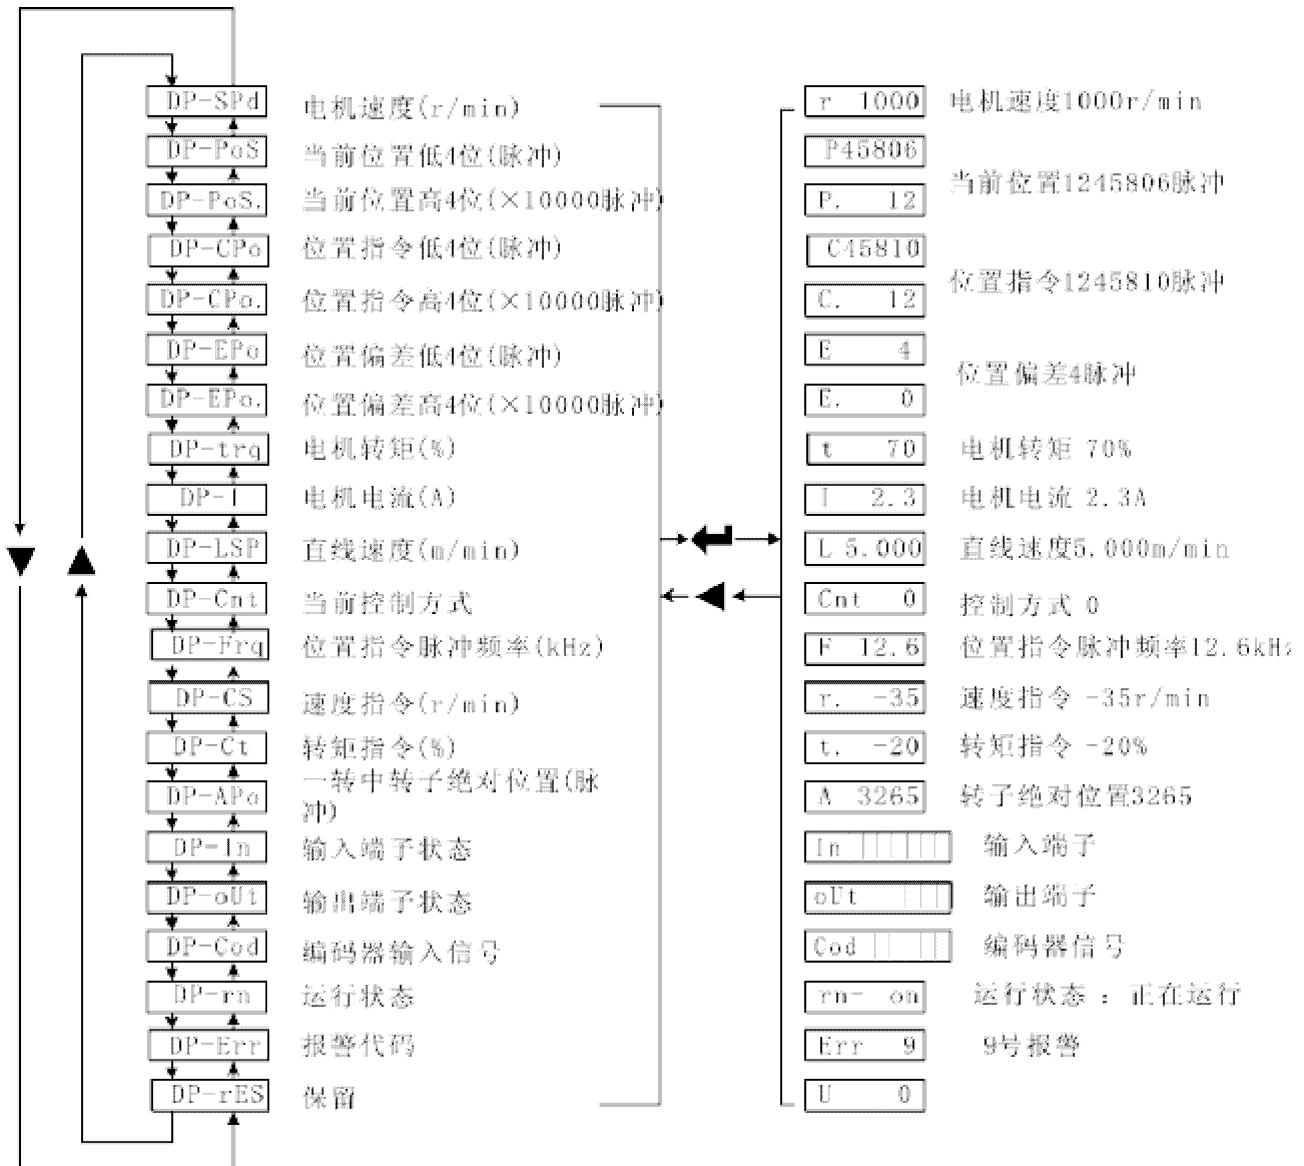 DP-SPd 电机速度(r/min) r 1000 电机速度1000r/min
DP-PoS 当前位置低4位(脉冲) P45806
当前位置1245806脉冲
DP-PoS. 当前位置高4位(×10000脉冲) P. 12
DP-CPo 位置指令低4位(脉冲) C45810
位置指令1245810脉冲
DP-CPo. 位置指令高4位(×10000脉冲) C. 12
DP-EPo 位置偏差低4位(脉冲) E 4
位置偏差4脉冲
DP-EPo. 位置偏差高4位(×10000脉冲) E. 0
DP-trq 电机转矩(%) t 70 电机转矩 70%
DP-I 电机电流(A) I 2.3 电机电流 2.3A
DP-LSP 直线速度(m/min) L 5.000 直线速度5.000m/min
DP-Cnt 当前控制方式 Cnt 0 控制方式 0
DP-Frq 位置指令脉冲频率(kHz) F 12.6 位置指令脉冲频率12.6kHz
DP-CS 速度指令(r/min) r. -35 速度指令 -35r/min
DP-Ct 转矩指令(%) t. -20 转矩指令 -20%
DP-APo 一转中转子绝对位置(脉
冲) A 3265 转子绝对位置3265
DP-In 输入端子状态 In 输入端子
DP-oUt 输出端子状态 oUt 输出端子
DP-Cod 编码器输入信号 Cod 编码器信号
DP-rn 运行状态 rn- on 运行状态：正在运行
DP-Err 报警代码 Err 9 9号报警
DP-rES 保留 U 0